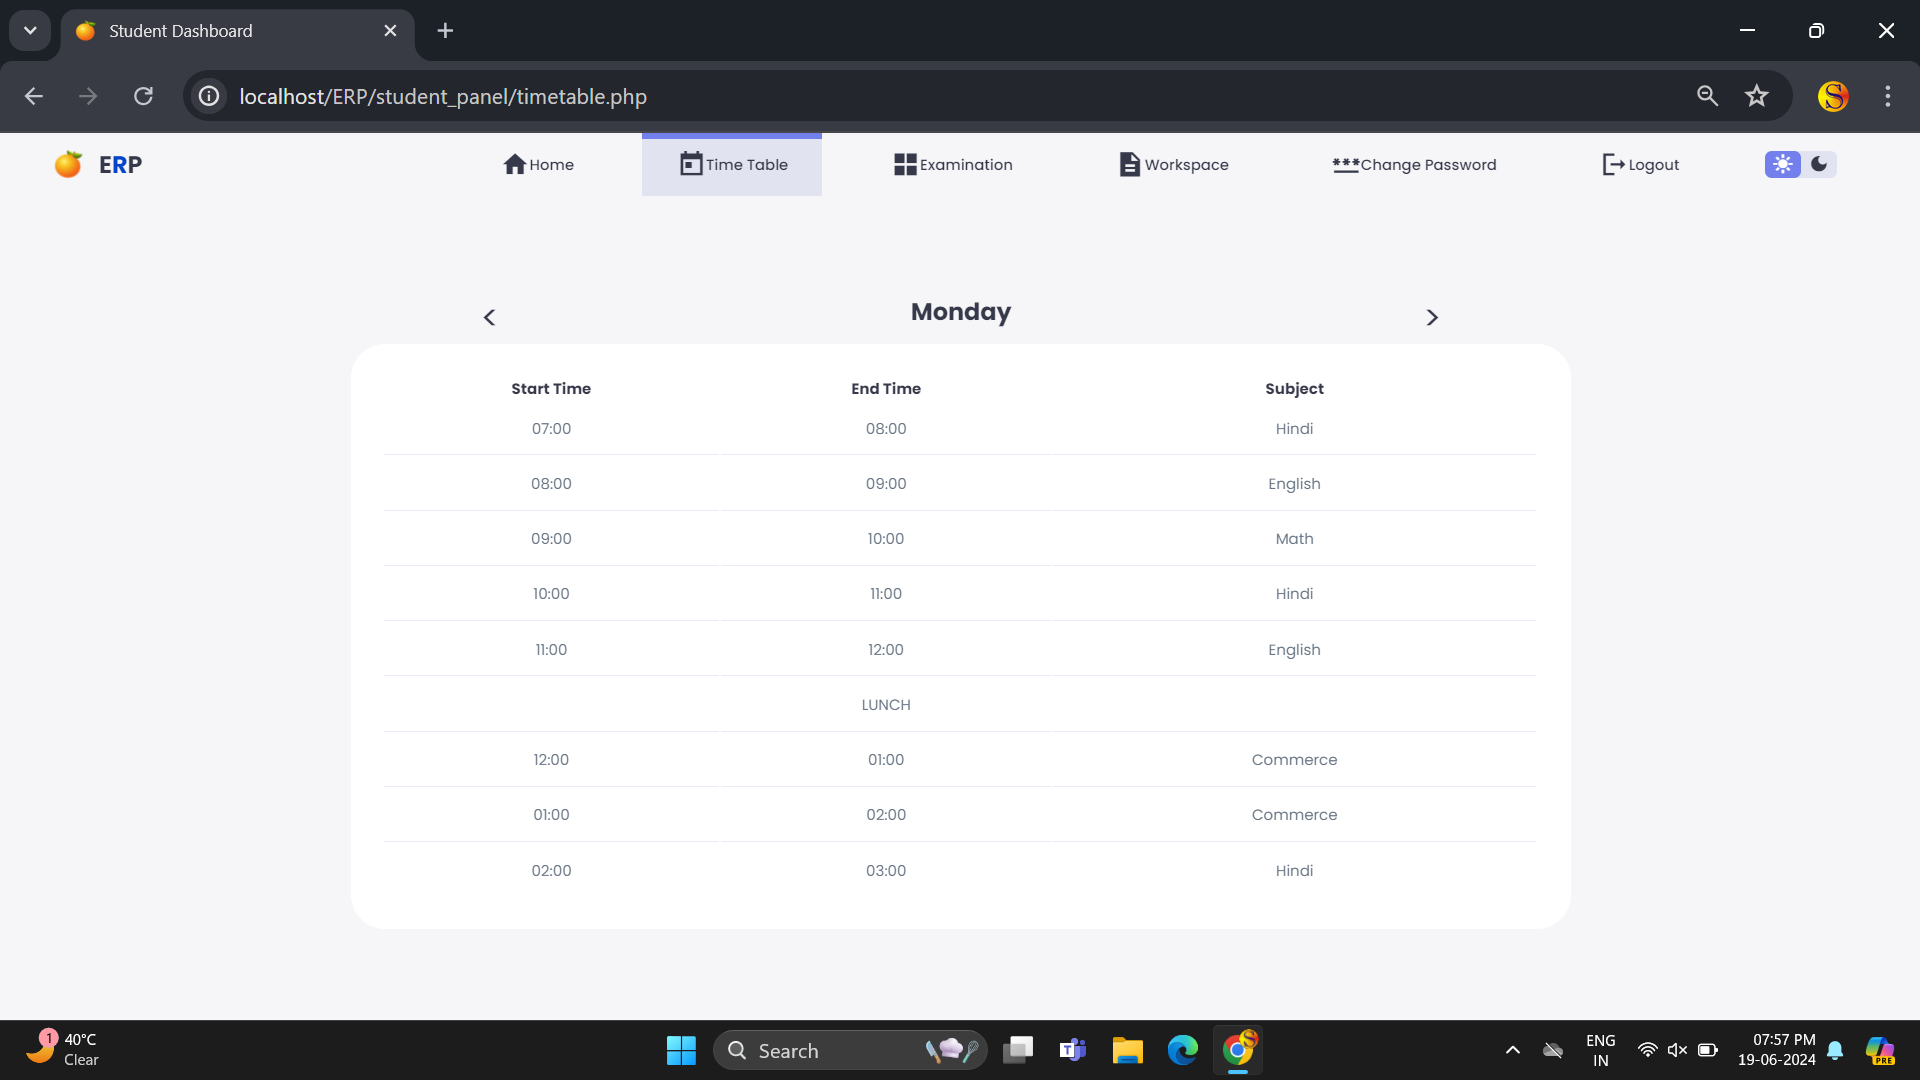 Student Dashboard
localhost/ERP/student_panel/timetable.php
ERP
Home
Time Table
Examination
Workspace
***Change Password
Logout
Monday
Start Time End Time Subject
07:00 08:00 Hindi
08:00 09:00 English
09:00 10:00 Math
10:00 11:00 Hindi
11:00 12:00 English
LUNCH
12:00 01:00 Commerce
01:00 02:00 Commerce
02:00 03:00 Hindi
1
40°C
Clear
Search
ENG
IN
07:57 PM
19-06-2024
PRE